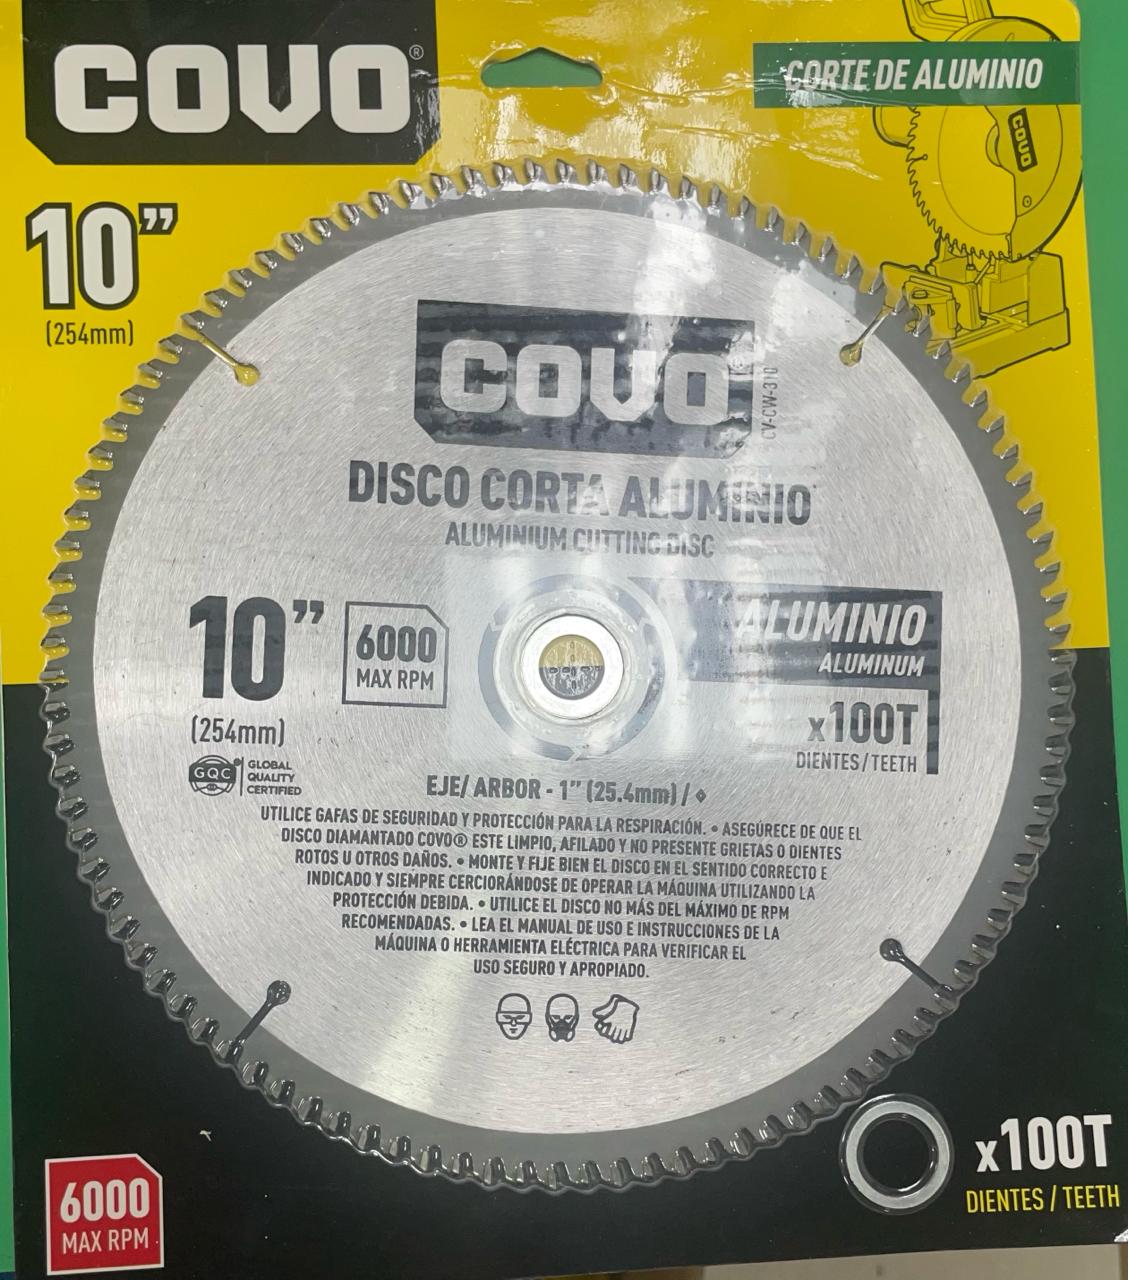 COVO®
CORTE DE ALUMINIO
COVO
10”
(254mm)
COVO®
CV-CW-310
DISCO CORTA ALUMINIO
ALUMINIUM CUTTING DISC
10”
(254mm)
6000
MAX RPM
ALUMINIO
ALUMINUM
x100T
DIENTES/TEETH
GQC
GLOBAL
QUALITY
CERTIFIED
EJE/ ARBOR - 1” (25.4mm) / ⬥
UTILICE GAFAS DE SEGURIDAD Y PROTECCIÓN PARA LA RESPIRACIÓN. • ASEGÚRECE DE QUE EL
DISCO DIAMANTADO COVO® ESTE LIMPIO, AFILADO Y NO PRESENTE GRIETAS O DIENTES
ROTOS U OTROS DAÑOS. • MONTE Y FIJE BIEN EL DISCO EN EL SENTIDO CORRECTO E
INDICADO Y SIEMPRE CERCIORÁNDOSE DE OPERAR LA MÁQUINA UTILIZANDO LA
PROTECCIÓN DEBIDA. • UTILICE EL DISCO NO MÁS DEL MÁXIMO DE RPM
RECOMENDADAS. • LEA EL MANUAL DE USO E INSTRUCCIONES DE LA
MÁQUINA O HERRAMIENTA ELÉCTRICA PARA VERIFICAR EL
USO SEGURO Y APROPIADO.
x100T
DIENTES / TEETH
6000
MAX RPM